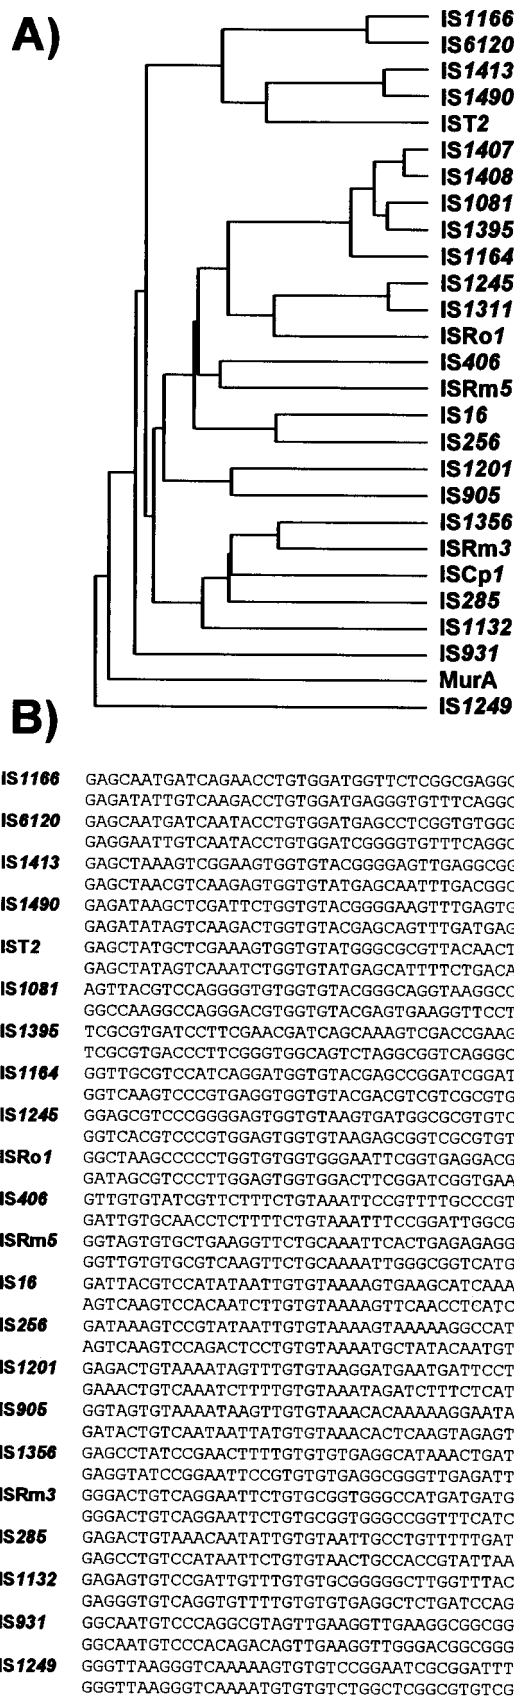 A)
IS1166
IS6120
IS1413
IS1490
IST2
IS1407
IS1408
IS1081
IS1395
IS1164
IS1245
IS1311
ISRo1
IS406
ISRm5
IS16
IS256
IS1201
IS905
IS1356
ISRm3
ISCp1
IS285
IS1132
IS931
MurA
IS1249
B)
IS1166 GAGCAATGATCAGAACCTGTGGATGGTTCTCGGCGAGGC
GAGATATTGTCAAGACCTGTGGATGAGGGTGTTTCAGGC
IS6120 GAGCAATGATCAATACCTGTGGATGAGCCTCGGTGTGGG
GAGGAATTGTCAATACCTGTGGATCGGGGTGTTTCAGGC
IS1413 GAGCTAAAGTCGGAAGTGGTGTACGGGGAGTTGAGGCGG
GAGCTAACGTCAAGAGTGGTGTATGAGCAATTTGACGGC
IS1490 GAGATAAGCTCGATTCTGGTGTACGGGGAAGTTTGAGTG
GAGATATAGTCAAGACTGGTGTACGAGCAGTTTGATGAG
IST2 GAGCTATGCTCGAAAGTGGTGTATGGGCGCGTTACAACT
GAGCTATAGTCAAATCTGGTGTATGAGCATTTTCTGACA
IS1081 AGTTACGTCCAGGGGTGTGGTGTACGGGCAGGTAAGGCC
GGCCAAGGCCAGGGACGTGGTGTACGAGTGAAGGTTCCT
IS1395 TCGCGTGATCCTTCGAACGATCAGCAAAGTCGACCGAAG
TCGCGTGACCCTTCGGGTGGCAGTCTAGGCGGTCAGGGC
IS1164 GGTTGCGTCCATCAGGATGGTGTACGAGCCGGATCGGAT
GGTCAAGTCCCGTGAGGTGGTGTACGACGTCGTCGCGTG
IS1245 GGAGCGTCCCGGGGAGTGGTGTAAGTGATGGCGCGTGTC
GGTCACGTCCCGTGGAGTGGTGTAAGAGCGGTCGCGTGT
ISRo1 GGCTAAGCCCCCTGGTGTGGTGGGAATTCGGTGAGGACG
GATAGCGTCCCTTGGAGTGGTGGACTTCGGATCGGTGAA
IS406 GTTGTGTATCGTTCTTTCTGTAAATTCCGTTTTGCCCGT
GATTGTGCAACCTCTTTTCTGTAAATTTCCGGATTGGCG
ISRm5 GGTAGTGTGCTGAAGGTTCTGCAAATTCACTGAGAGAGG
GGTTGTGTGCGTCAAGTTCTGCAAAATTGGGCGGTCATG
IS16 GATTACGTCCATATAATTGTGTAAAAGTGAAGCATCAAA
AGTCAAGTCCACAATCTTGTGTAAAAGTTCAACCTCATC
IS256 GATAAAGTCCGTATAATTGTGTAAAAGTAAAAAGGCCAT
AGTCAAGTCCAGACTCCTGTGTAAAATGCTATACAATGT
IS1201 GAGACTGTAAAATAGTTTGTGTAAGGATGAATGATTCCT
GAAACTGTCAAATCTTTTGTGTAAATAGATCTTTCTCAT
IS905 GGTAGTGTAAAATAAGTTGTGTAAACACAAAAAGGAATA
GATACTGTCAATAATTATGTGTAAACACTCAAGTAGAGT
IS1356 GAGCCTATCCGAACTTTTGTGTGTGAGGCATAAACTGAT
GAGGTATCCGGAATTCCGTGTGTGAGGCGGGTTGAGATT
ISRm3 GGGACTGTCAGGAATTCTGTGCGGTGGGCCATGATGATG
GGGACTGTCAGGAATTCTGTGCGGTGGGCCGGTTTCATC
IS285 GAGACTGTAAACAATATTGTGTAATTGCCTGTTTTTGAT
GAGCCTGTCCATAATTCTGTGTAACTGCCACCGTATTAA
IS1132 GAGAGTGTCCGATTGTTTGTGTGCGGGGGCTTGGTTTAC
GAGGGTGTCAGGTGTTTTGTGTGTGAGGCTCTGATCCAG
IS931 GGCAATGTCCCAGGCGTAGTTGAAGGTTGAAGGCGGCGG
GGCAATGTCCCACAGACAGTTGAAGGTTGGGACGGCGGG
IS1249 GGGTTAAGGGTCAAAAAGTGTGTCCGGAATCGCGGATTT
GGGTTAAGGGTCAAAATGTGTGTCTGGCTCGGCGTGTCG